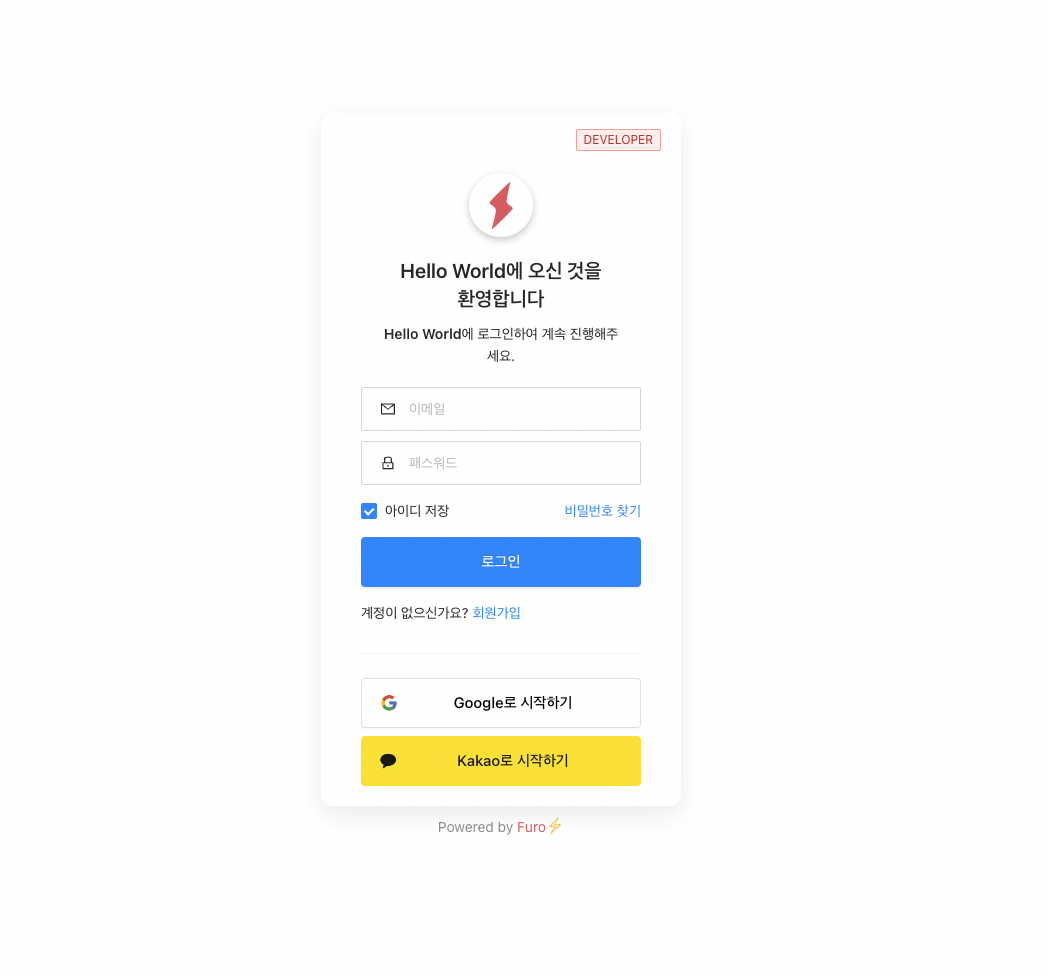 DEVELOPER
Hello World에 오신 것을
환영합니다
Hello World에 로그인하여 계속 진행해주
세요.
이메일
패스워드
아이디 저장
비밀번호 찾기
로그인
계정이 없으신가요? 회원가입
Google로 시작하기
Kakao로 시작하기
Powered by Furo⚡